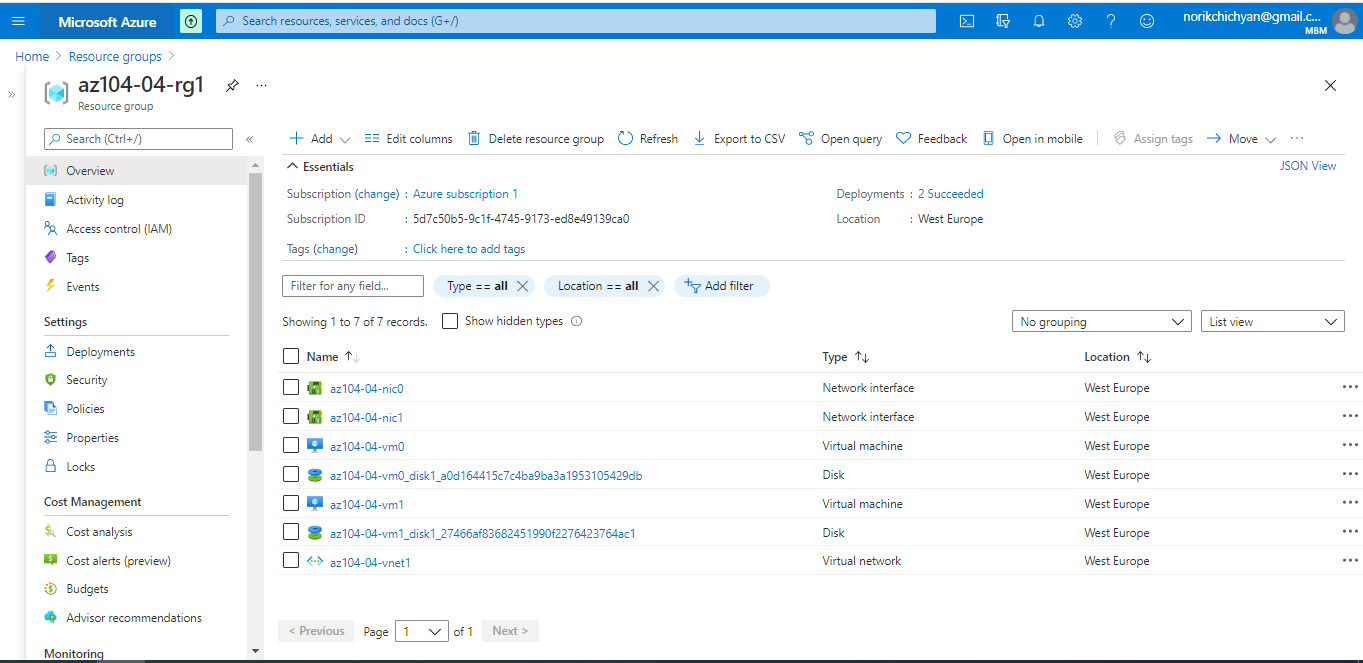 Microsoft Azure
Search resources, services, and docs (G+/)
norikchichyan@gmail.c...
MBM
Home > Resource groups >
az104-04-rg1
Resource group
Search (Ctrl+/)
Overview
Activity log
Access control (IAM)
Tags
Events
Settings
Deployments
Security
Policies
Properties
Locks
Cost Management
Cost analysis
Cost alerts (preview)
Budgets
Advisor recommendations
Monitoring
Add Edit columns Delete resource group Refresh Export to CSV Open query Feedback Open in mobile Assign tags Move
Essentials JSON View
Subscription (change) : Azure subscription 1 Deployments : 2 Succeeded
Subscription ID : 5d7c50b5-9c1f-4745-9173-ed8e49139ca0 Location : West Europe
Tags (change) : Click here to add tags
Filter for any field... Type == all Location == all Add filter
Showing 1 to 7 of 7 records. Show hidden types No grouping List view
Name Type Location
az104-04-nic0 Network interface West Europe
az104-04-nic1 Network interface West Europe
az104-04-vm0 Virtual machine West Europe
az104-04-vm0_disk1_a0d164415c7c4ba9ba3a1953105429db Disk West Europe
az104-04-vm1 Virtual machine West Europe
az104-04-vm1_disk1_27466af83682451990f2276423764ac1 Disk West Europe
az104-04-vnet1 Virtual network West Europe
< Previous Page 1 of 1 Next >